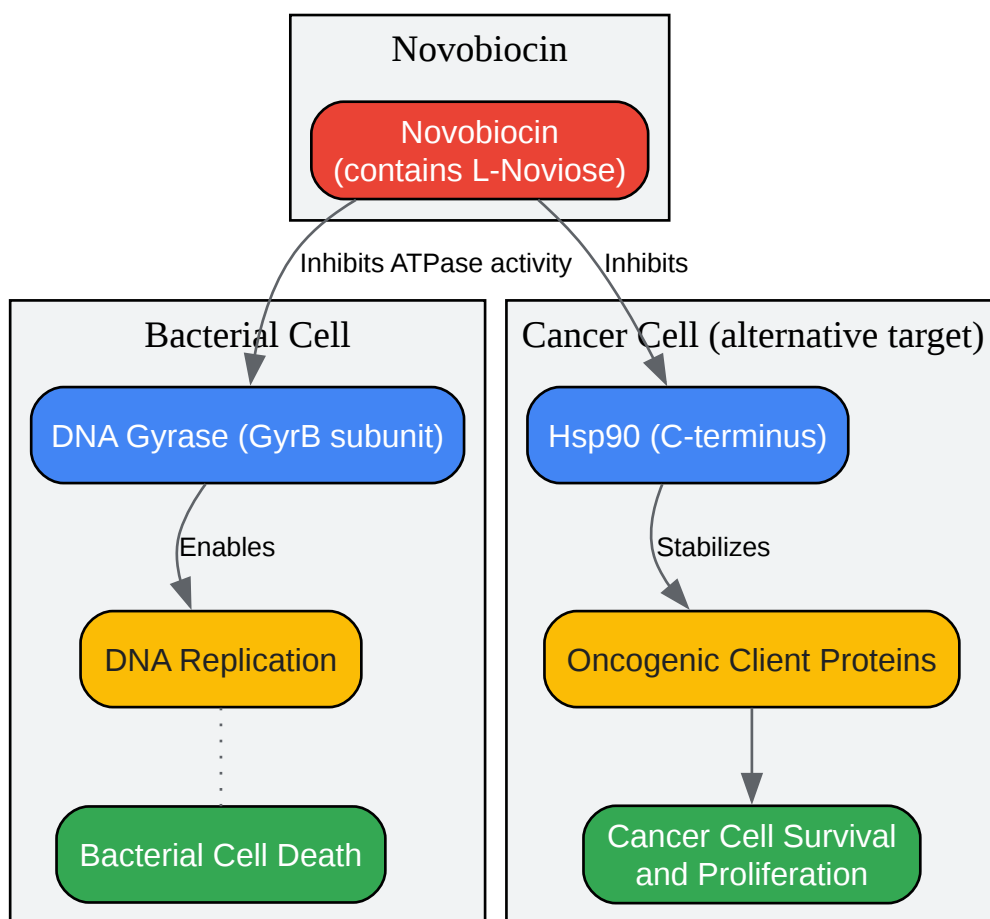 Novobiocin
Novobiocin
(contains L-Noviose)
Inhibits ATPase activity
Inhibits
Bacterial Cell
Cancer Cell (alternative target)
DNA Gyrase (GyrB subunit)
Hsp90 (C-terminus)
Enables
Stabilizes
DNA Replication
Oncogenic Client Proteins
Bacterial Cell Death
Cancer Cell Survival
and Proliferation